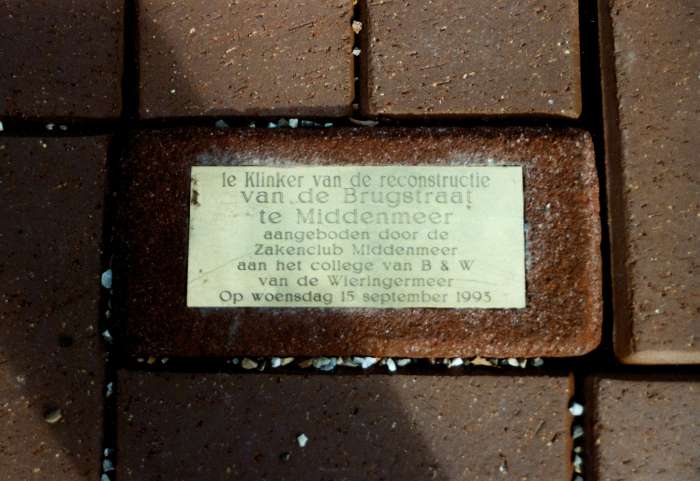 1e Klinker van de reconstructie
van de Brugstraat
te Middenmeer
aangeboden door de
Zakenclub Middenmeer
aan het college van B & W
van de Wieringermeer
Op woensdag 15 september 1993